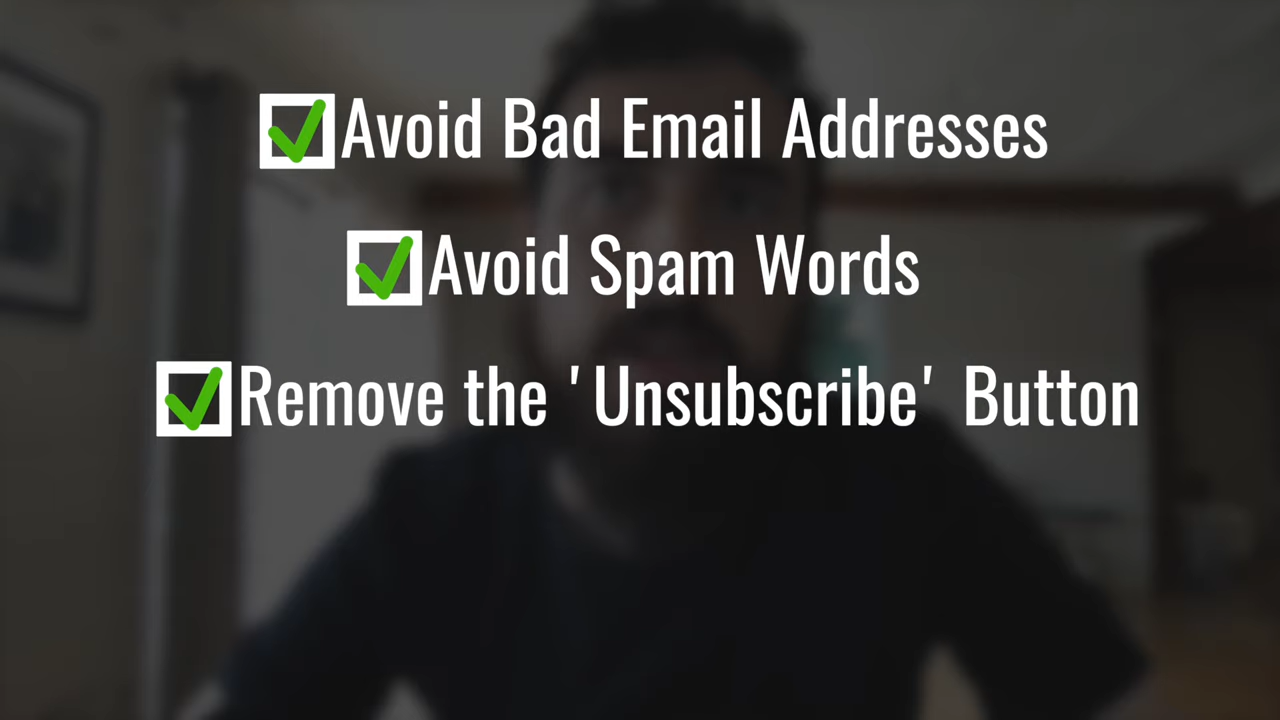 Avoid Bad Email Addresses
Avoid Spam Words
Remove the 'Unsubscribe' Button